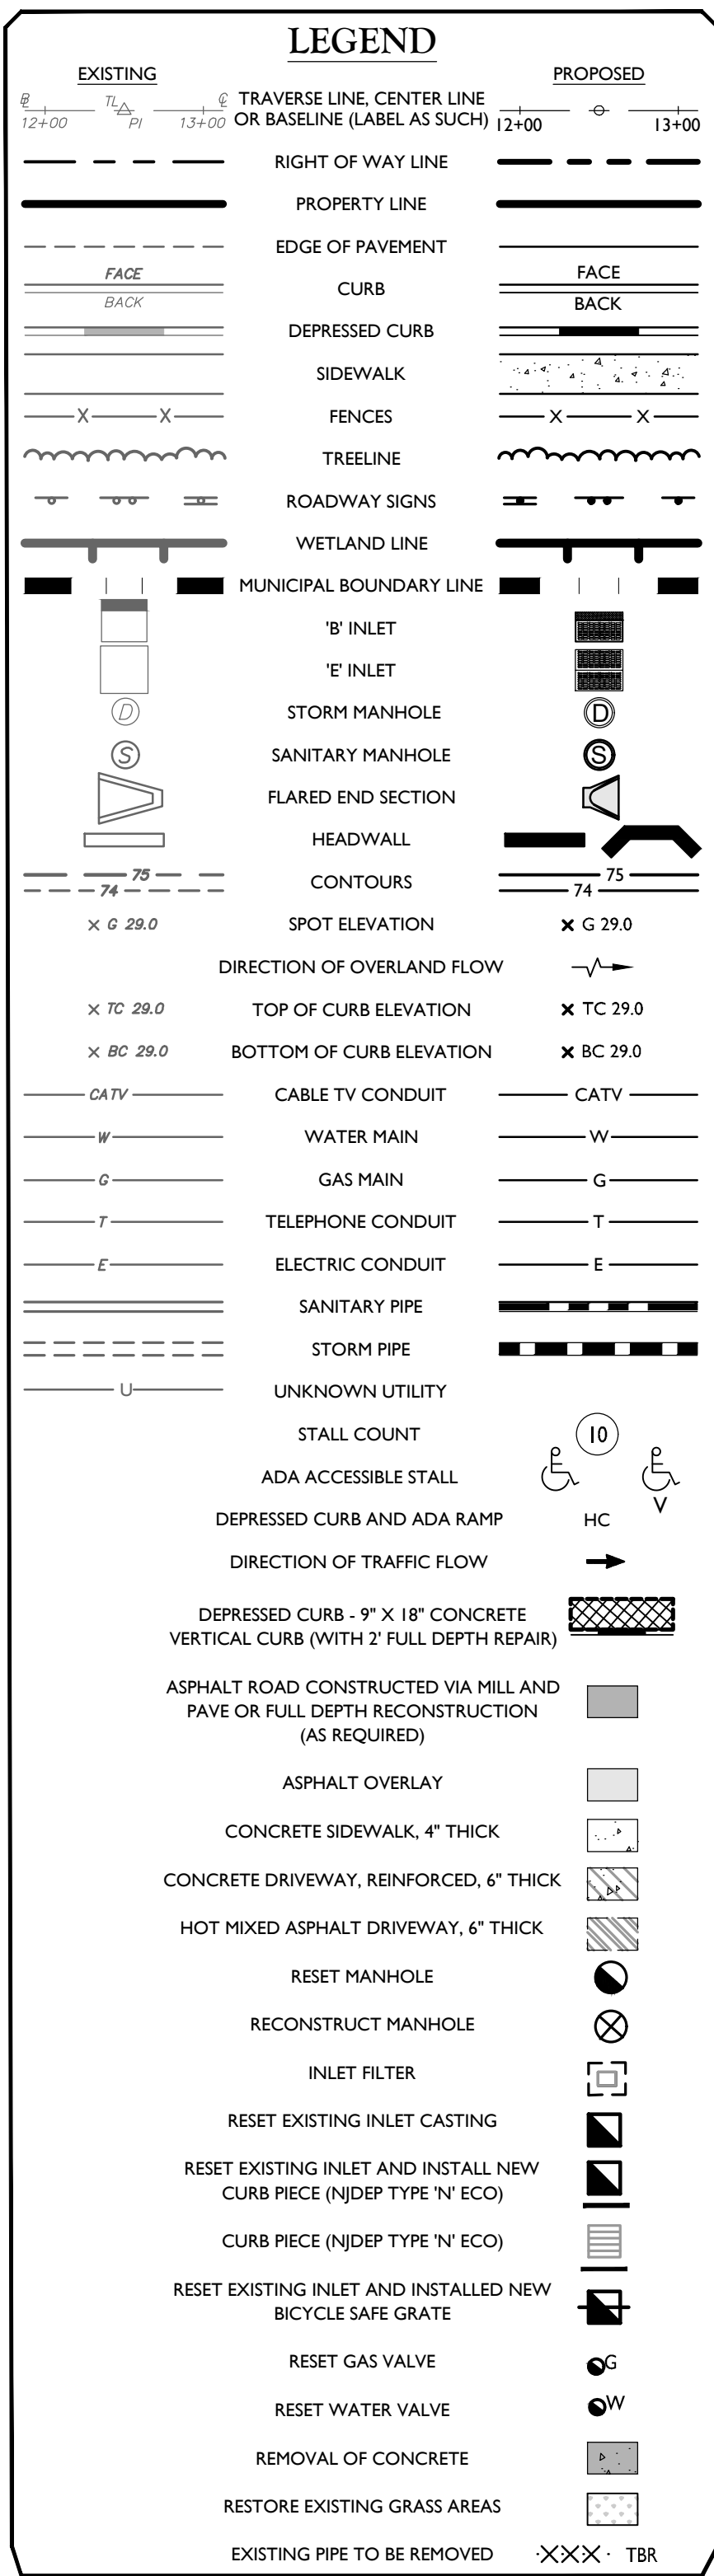 LEGEND
EXISTING
PROPOSED
TL
TRAVERSE LINE, CENTER LINE
12+00 PI 13+00
OR BASELINE (LABEL AS SUCH)
12+00 13+00
RIGHT OF WAY LINE
PROPERTY LINE
EDGE OF PAVEMENT
FACE
BACK
CURB
FACE
BACK
DEPRESSED CURB
SIDEWALK
X X FENCES X X
TREELINE
ROADWAY SIGNS
WETLAND LINE
MUNICIPAL BOUNDARY LINE
'B' INLET
'E' INLET
D STORM MANHOLE D
S SANITARY MANHOLE S
FLARED END SECTION
HEADWALL
75
74
CONTOURS
75
74
× G 29.0 SPOT ELEVATION × G 29.0
DIRECTION OF OVERLAND FLOW
× TC 29.0 TOP OF CURB ELEVATION × TC 29.0
× BC 29.0 BOTTOM OF CURB ELEVATION × BC 29.0
CATV CABLE TV CONDUIT CATV
W WATER MAIN W
G GAS MAIN G
T TELEPHONE CONDUIT T
E ELECTRIC CONDUIT E
SANITARY PIPE
STORM PIPE
U UNKNOWN UTILITY
STALL COUNT 10
ADA ACCESSIBLE STALL
V
DEPRESSED CURB AND ADA RAMP HC
DIRECTION OF TRAFFIC FLOW
DEPRESSED CURB - 9" X 18" CONCRETE
VERTICAL CURB (WITH 2' FULL DEPTH REPAIR)
ASPHALT ROAD CONSTRUCTED VIA MILL AND
PAVE OR FULL DEPTH RECONSTRUCTION
(AS REQUIRED)
ASPHALT OVERLAY
CONCRETE SIDEWALK, 4" THICK
CONCRETE DRIVEWAY, REINFORCED, 6" THICK
HOT MIXED ASPHALT DRIVEWAY, 6" THICK
RESET MANHOLE
RECONSTRUCT MANHOLE
INLET FILTER
RESET EXISTING INLET CASTING
RESET EXISTING INLET AND INSTALL NEW
CURB PIECE (NJDEP TYPE 'N' ECO)
CURB PIECE (NJDEP TYPE 'N' ECO)
RESET EXISTING INLET AND INSTALLED NEW
BICYCLE SAFE GRATE
RESET GAS VALVE G
RESET WATER VALVE W
REMOVAL OF CONCRETE
RESTORE EXISTING GRASS AREAS
EXISTING PIPE TO BE REMOVED XXX TBR